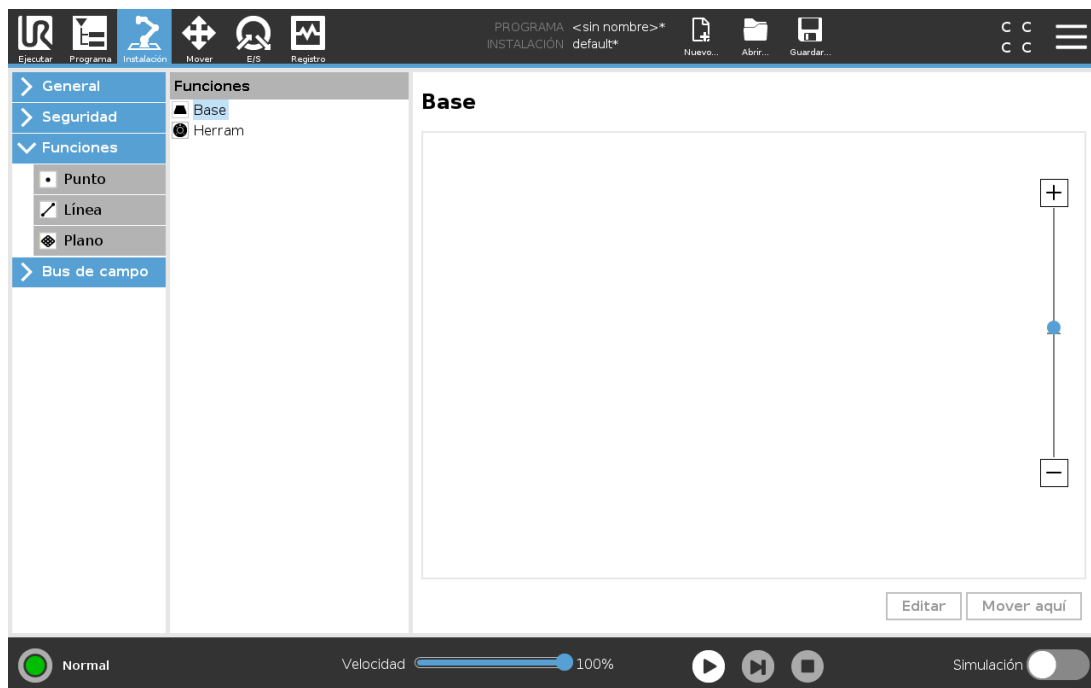 PROGRAMA <sin nombre>*
INSTALACIÓN default*
C C
C C
Ejecutar Programa Instalación Mover E/S Registro Nuevo... Abrir... Guardar...
General
Seguridad
Funciones
Punto
Línea
Plano
Bus de campo
Funciones
Base
Herram
Base
Editar Mover aquí
Normal Velocidad 100% Simulación